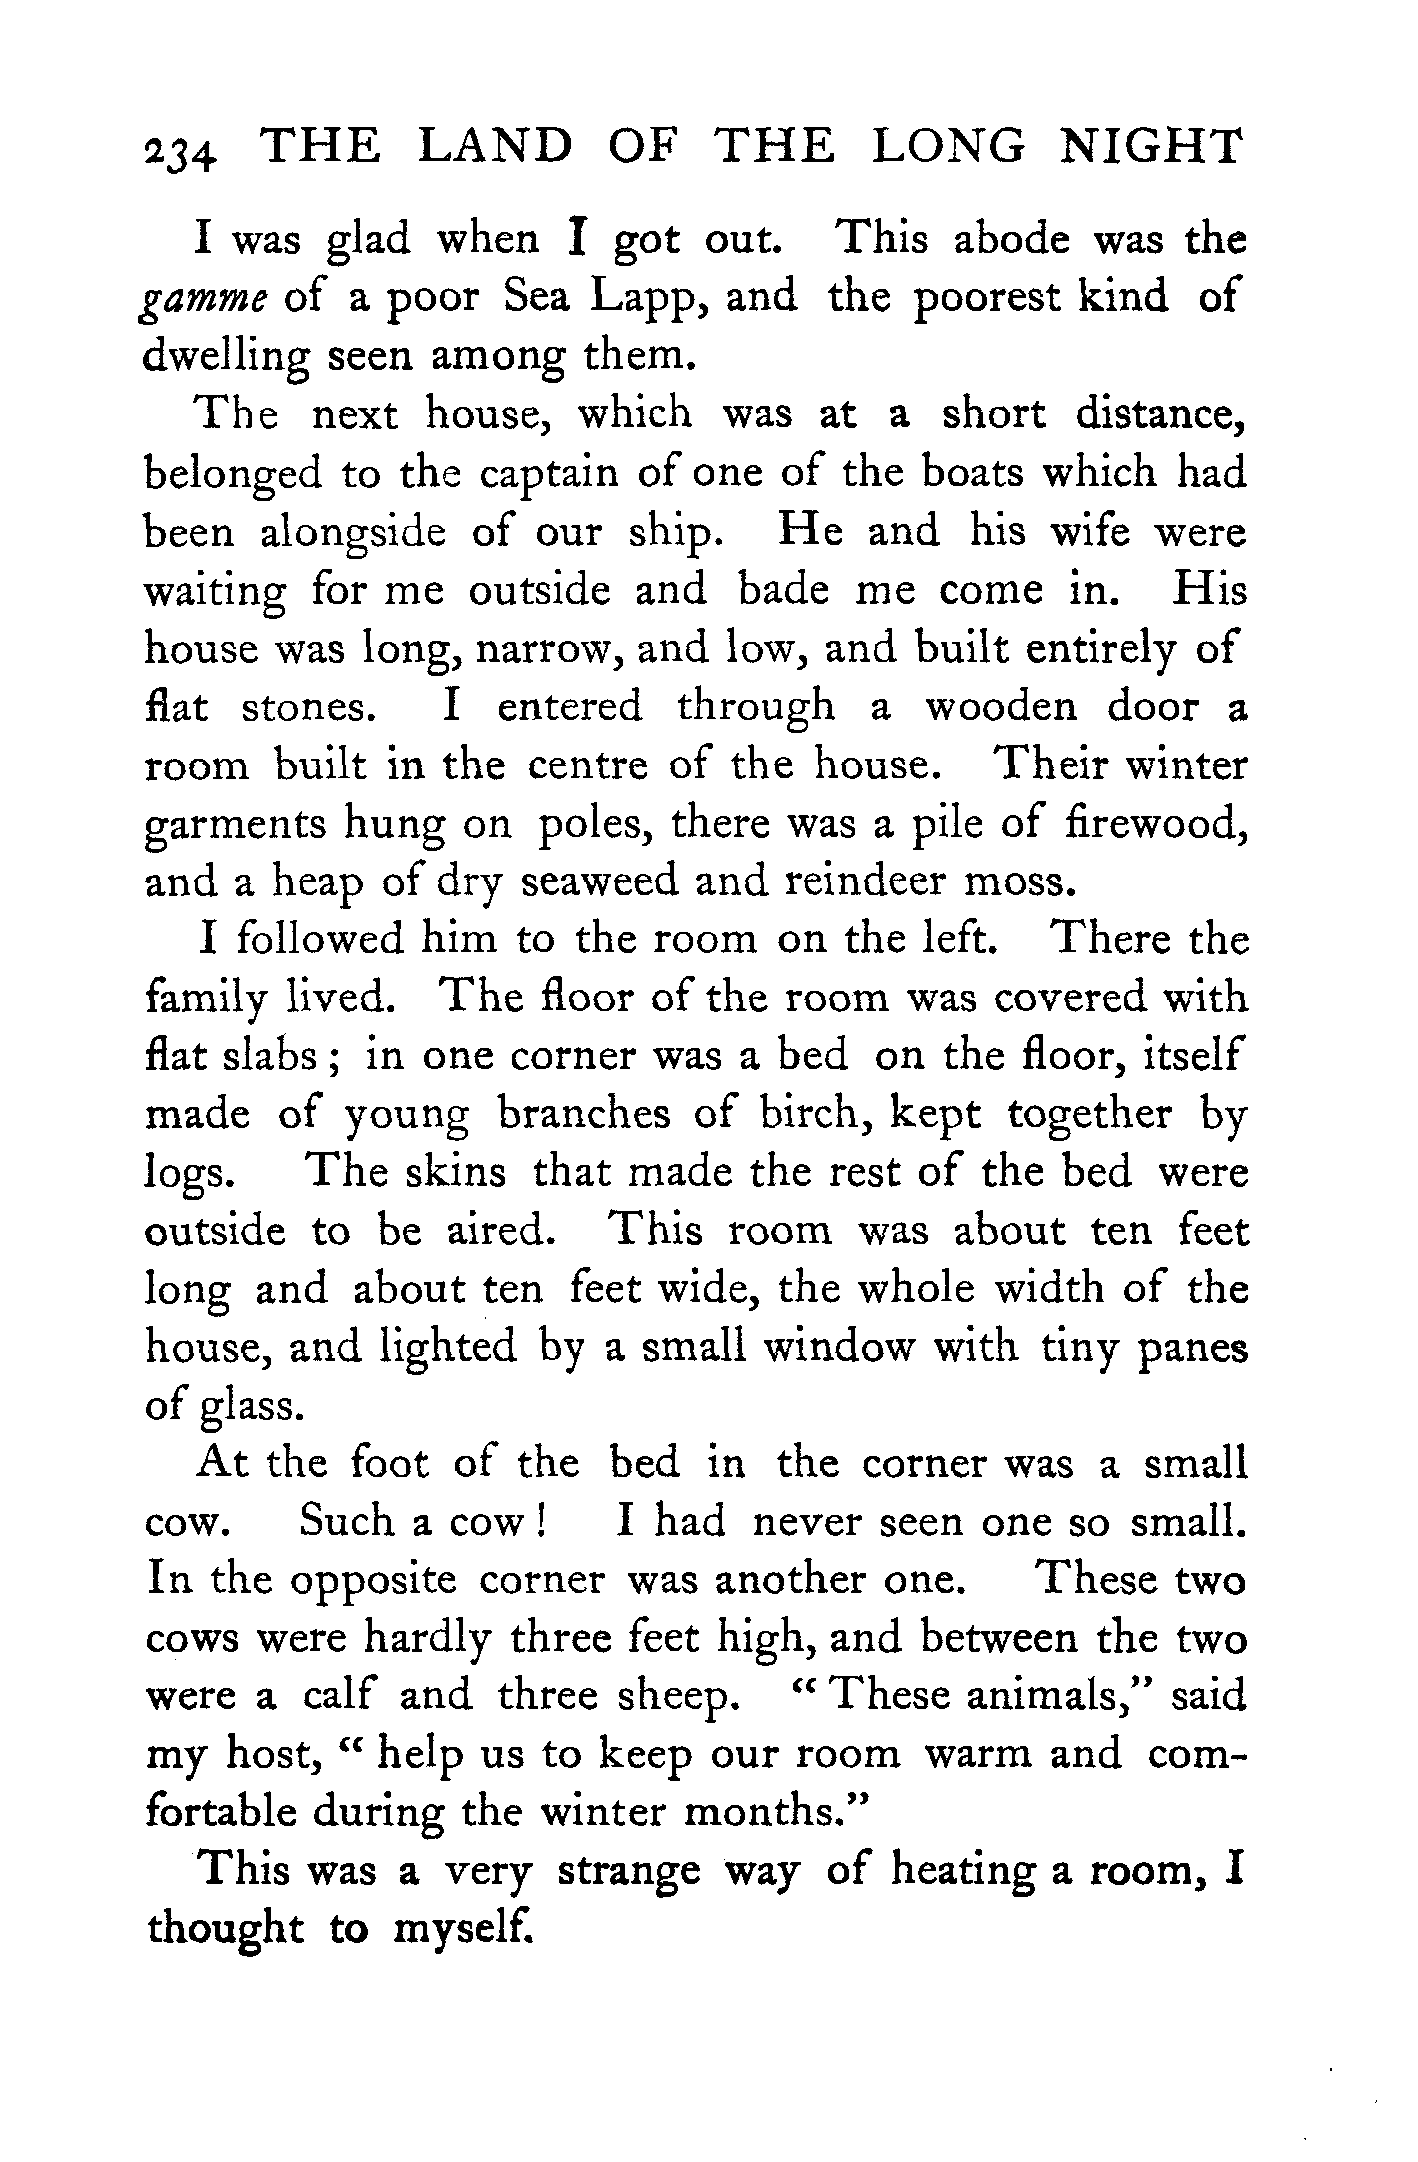 234 THE LAND OF THE LONG NIGHT
I was glad when I got out. This abode was the
gamme of a poor Sea Lapp, and the poorest kind of
dwelling seen among them.
The next house, which was at a short distance,
belonged to the captain of one of the boats which had
been alongside of our ship. He and his wife were
waiting for me outside and bade me come in. His
house was long, narrow, and low, and built entirely of
flat stones. I entered through a wooden door a
room built in the centre of the house. Their winter
garments hung on poles, there was a pile of firewood,
and a heap of dry seaweed and reindeer moss.
I followed him to the room on the left. There the
family lived. The floor of the room was covered with
flat slabs ; in one corner was a bed on the floor, itself
made of young branches of birch, kept together by
logs. The skins that made the rest of the bed were
outside to be aired. This room was about ten feet
long and about ten feet wide, the whole width of the
house, and lighted by a small window with tiny panes
of glass.
At the foot of the bed in the corner was a small
cow. Such a cow ! I had never seen one so small.
In the opposite corner was another one. These two
cows were hardly three feet high, and between the two
were a calf and three sheep. “ These animals,” said
my host, “ help us to keep our room warm and com-
fortable during the winter months.”
This was a very strange way of heating a room, I
thought to myself.